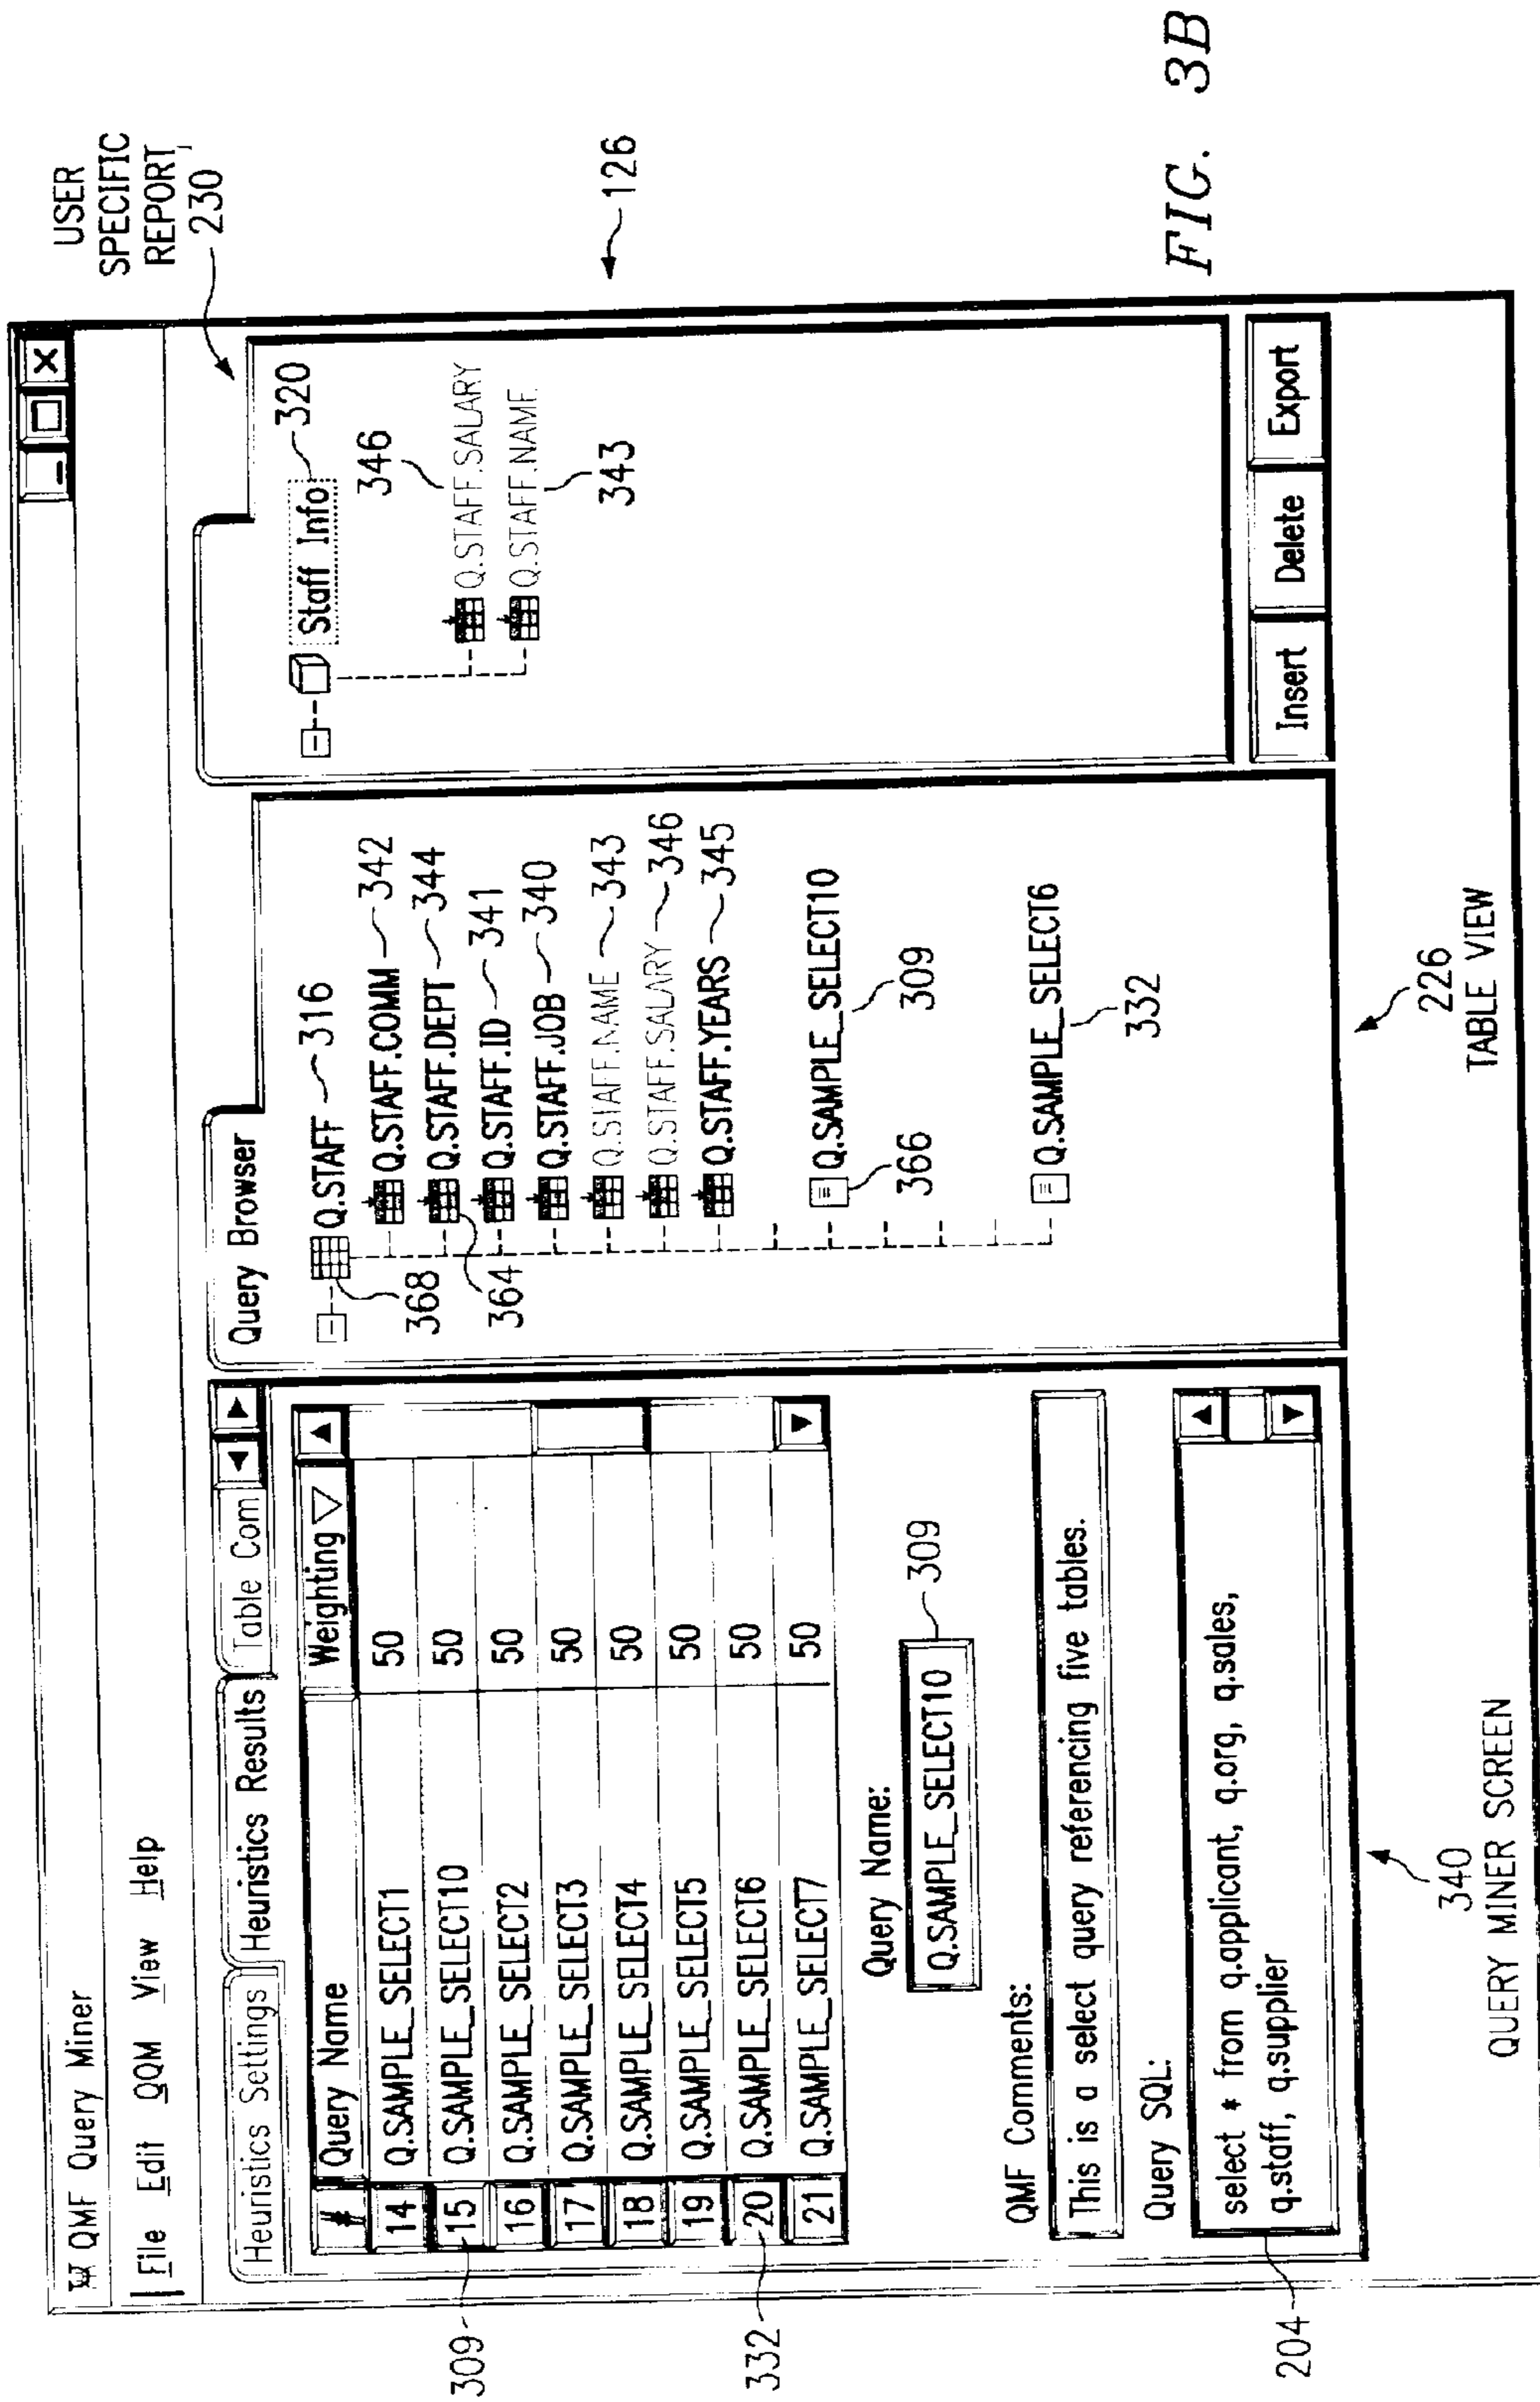 QMF Query Miner
File Edit QQM View Help
Heuristics Settings Heuristics Results Table Com
# Query Name Weighting
14 Q.SAMPLE_SELECT1 50
15 Q.SAMPLE_SELECT10 50
16 Q.SAMPLE_SELECT2 50
17 Q.SAMPLE_SELECT3 50
18 Q.SAMPLE_SELECT4 50
19 Q.SAMPLE_SELECT5 50
20 Q.SAMPLE_SELECT6 50
21 Q.SAMPLE_SELECT7 50
309
332
Query Name:
Q.SAMPLE_SELECT10
309
QMF Comments:
This is a select query referencing five tables.
Query SQL:
select * from q.applicant, q.org, q.sales,
q.staff, q.supplier
204
340
QUERY MINER SCREEN
Query Browser
Q.STAFF 316
368
Q.STAFF.COMM 342
Q.STAFF.DEPT 344
364
Q.STAFF.ID 341
Q.STAFF.JOB 340
Q.STAFF.NAME 343
Q.STAFF.SALARY 346
Q.STAFF.YEARS 345
Q.SAMPLE_SELECT10
366 309
Q.SAMPLE_SELECT6
332
226
TABLE VIEW
USER
SPECIFIC
REPORT
230
Staff Info 320
346
Q.STAFF.SALARY
Q.STAFF.NAME
343
Insert Delete Export
126
FIG. 3B